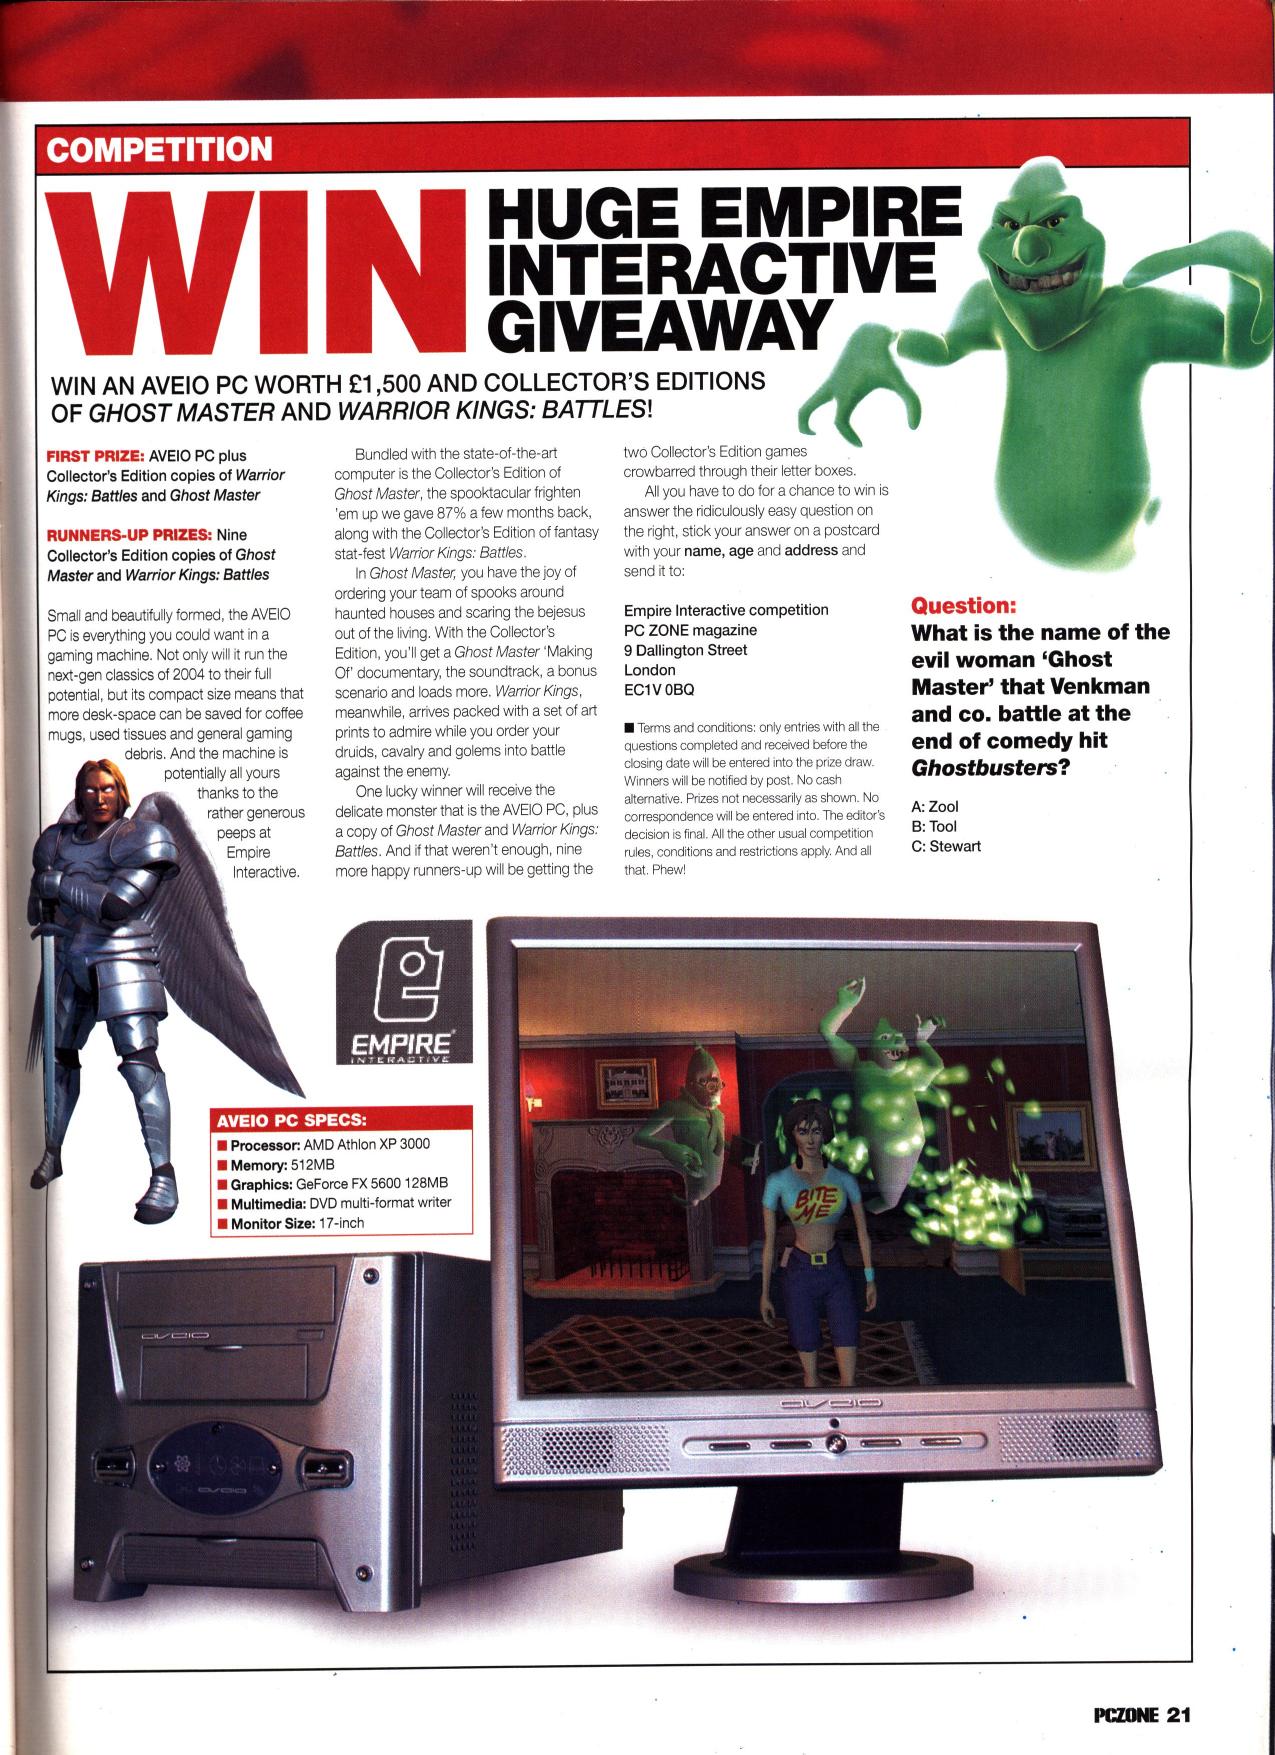 COMPETITION
WIN
HUGE EMPIRE
INTERACTIVE
GIVEAWAY
WIN AN AVEIO PC WORTH £1,500 AND COLLECTOR'S EDITIONS
OF GHOST MASTER AND WARRIOR KINGS: BATTLES!
FIRST PRIZE: AVEIO PC plus
Collector's Edition copies of Warrior
Kings: Battles and Ghost Master
RUNNERS-UP PRIZES: Nine
Collector's Edition copies of Ghost
Master and Warrior Kings: Battles
Small and beautifully formed, the AVEIO
PC is everything you could want in a
gaming machine. Not only will it run the
next-gen classics of 2004 to their full
potential, but its compact size means that
more desk-space can be saved for coffee
mugs, used tissues and general gaming
debris. And the machine is
potentially all yours
thanks to the
rather generous
peeps at
Empire
Interactive.
Bundled with the state-of-the-art
computer is the Collector's Edition of
Ghost Master, the spooktacular frighten
'em up we gave 87% a few months back,
along with the Collector's Edition of fantasy
stat-fest Warrior Kings: Battles.
In Ghost Master, you have the joy of
ordering your team of spooks around
haunted houses and scaring the bejesus
out of the living. With the Collector's
Edition, you'll get a Ghost Master 'Making
Of' documentary, the soundtrack, a bonus
scenario and loads more. Warrior Kings,
meanwhile, arrives packed with a set of art
prints to admire while you order your
druids, cavalry and golems into battle
against the enemy.
One lucky winner will receive the
delicate monster that is the AVEIO PC, plus
a copy of Ghost Master and Warrior Kings:
Battles. And if that weren't enough, nine
more happy runners-up will be getting the
two Collector's Edition games
crowbarred through their letter boxes.
All you have to do for a chance to win is
answer the ridiculously easy question on
the right, stick your answer on a postcard
with your name, age and address and
send it to:
Empire Interactive competition
PC ZONE magazine
9 Dallington Street
London
EC1V 0BQ
■ Terms and conditions: only entries with all the
questions completed and received before the
closing date will be entered into the prize draw.
Winners will be notified by post. No cash
alternative. Prizes not necessarily as shown. No
correspondence will be entered into. The editor's
decision is final. All the other usual competition
rules, conditions and restrictions apply. And all
that. Phew!
Question:
What is the name of the
evil woman 'Ghost
Master' that Venkman
and co. battle at the
end of comedy hit
Ghostbusters?
A: Zool
B: Tool
C: Stewart
EMPIRE
INTERACTIVE
AVEIO PC SPECS:
■ Processor: AMD Athlon XP 3000
■ Memory: 512MB
■ Graphics: GeForce FX 5600 128MB
■ Multimedia: DVD multi-format writer
■ Monitor Size: 17-inch
BITE
ME
aveio
aveio
aveio
PCZONE 21